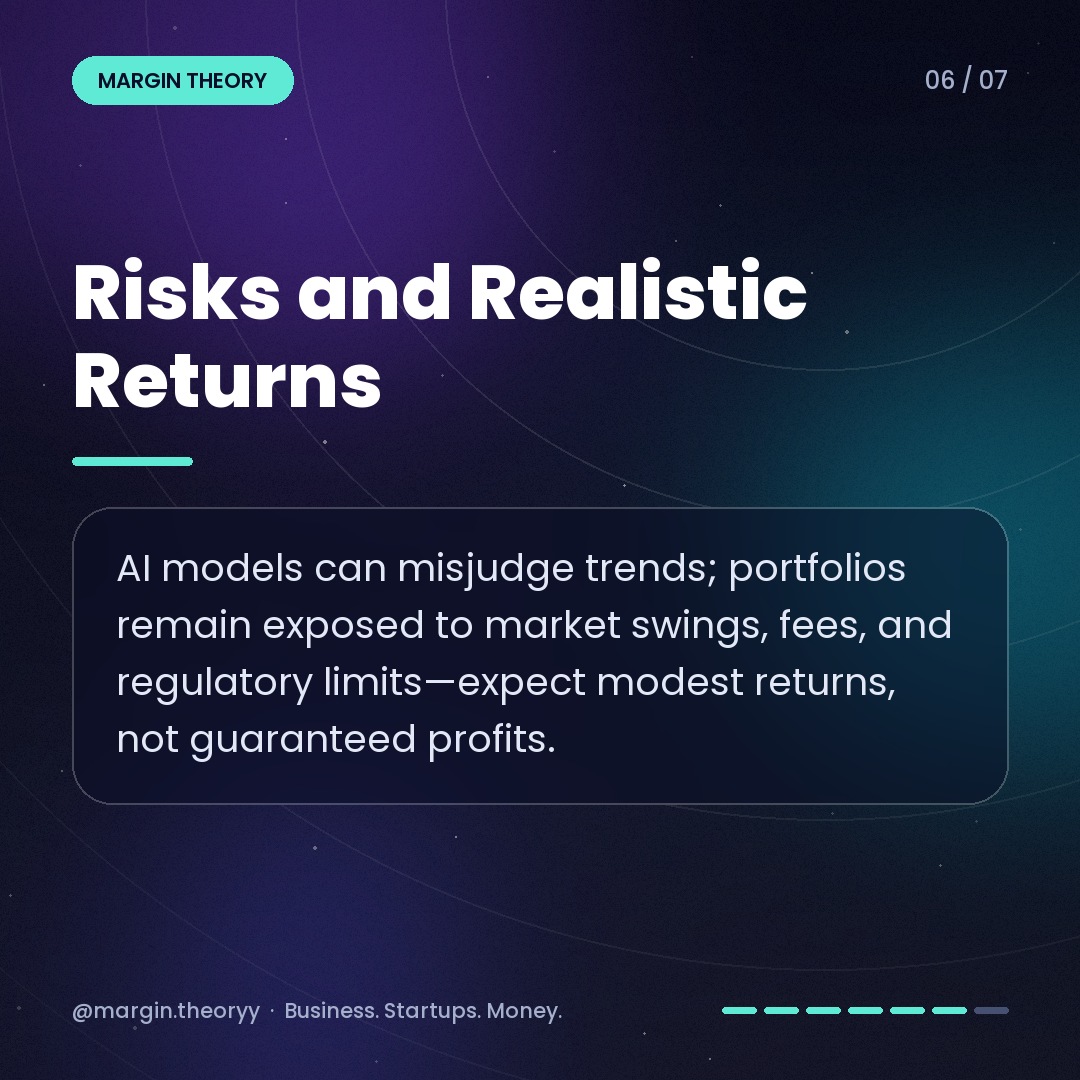 MARGIN THEORY
06 / 07
Risks and Realistic
Returns
AI models can misjudge trends; portfolios
remain exposed to market swings, fees, and
regulatory limits—expect modest returns,
not guaranteed profits.
@margin.theoryy · Business. Startups. Money.